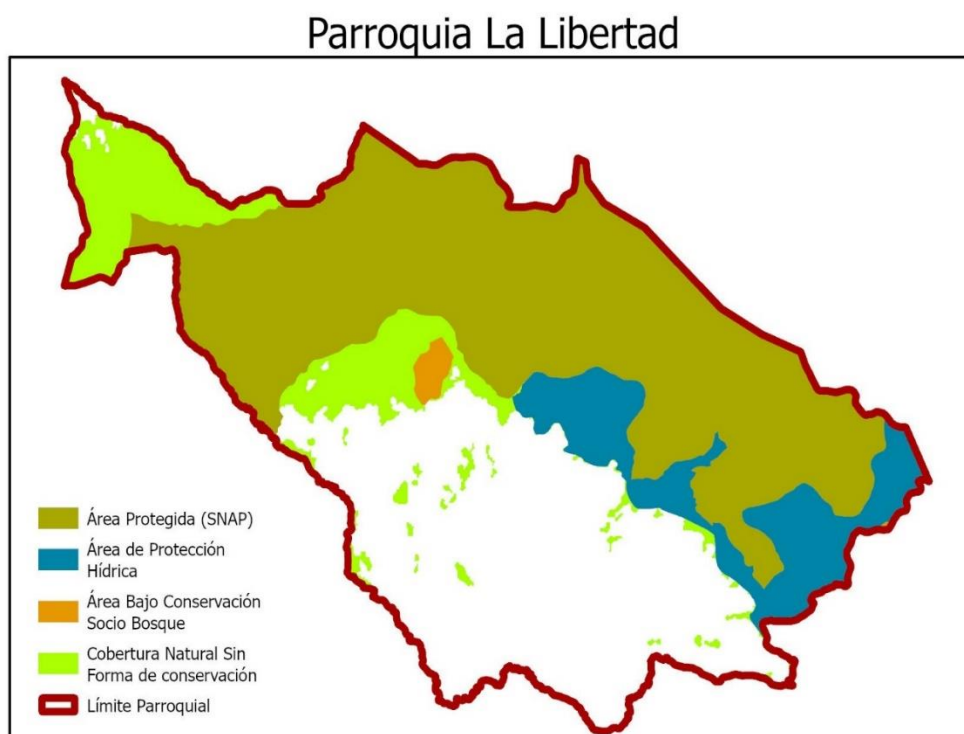 Parroquia La Libertad
Área Protegida (SNAP)
Área de Protección
Hídrica
Área Bajo Conservación
Socio Bosque
Cobertura Natural Sin
Forma de conservación
Límite Parroquial